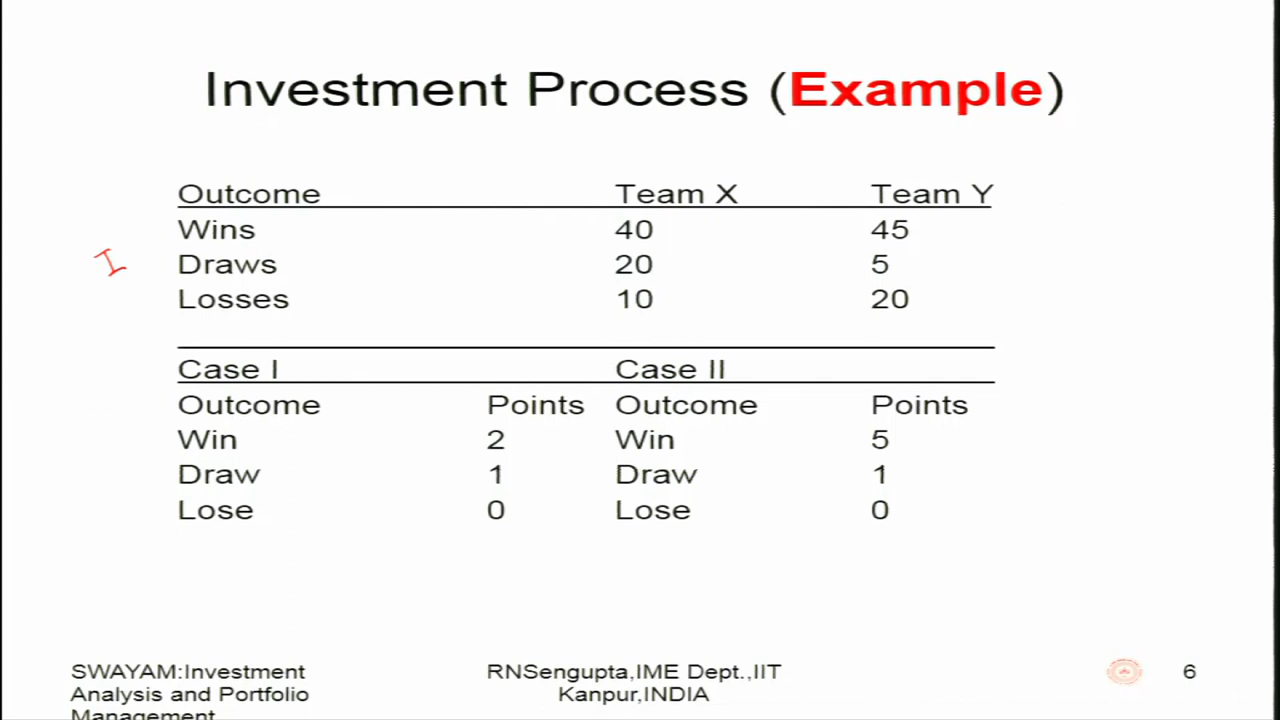 Investment Process (Example)
Outcome Team X Team Y
Wins 40 45
I
Draws 20 5
Losses 10 20
Case I Case II
Outcome Points Outcome Points
Win 2 Win 5
Draw 1 Draw 1
Lose 0 Lose 0
SWAYAM:Investment
Analysis and Portfolio
Management
RNSengupta,IME Dept.,IIT
Kanpur,INDIA
6